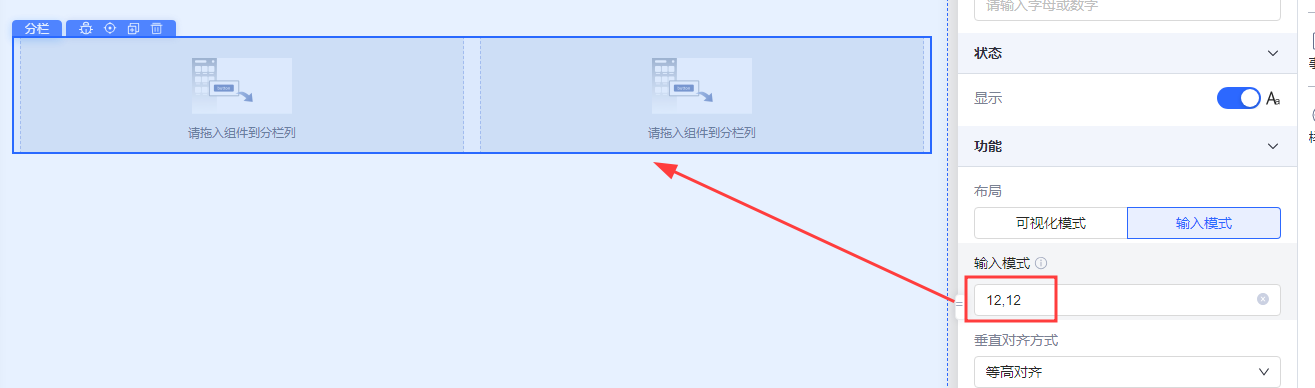 分栏
请拖入组件到分栏列
请拖入组件到分栏列
请输入字母或数字
状态
显示
功能
布局
可视化模式
输入模式
输入模式
12,12
垂直对齐方式
等高对齐